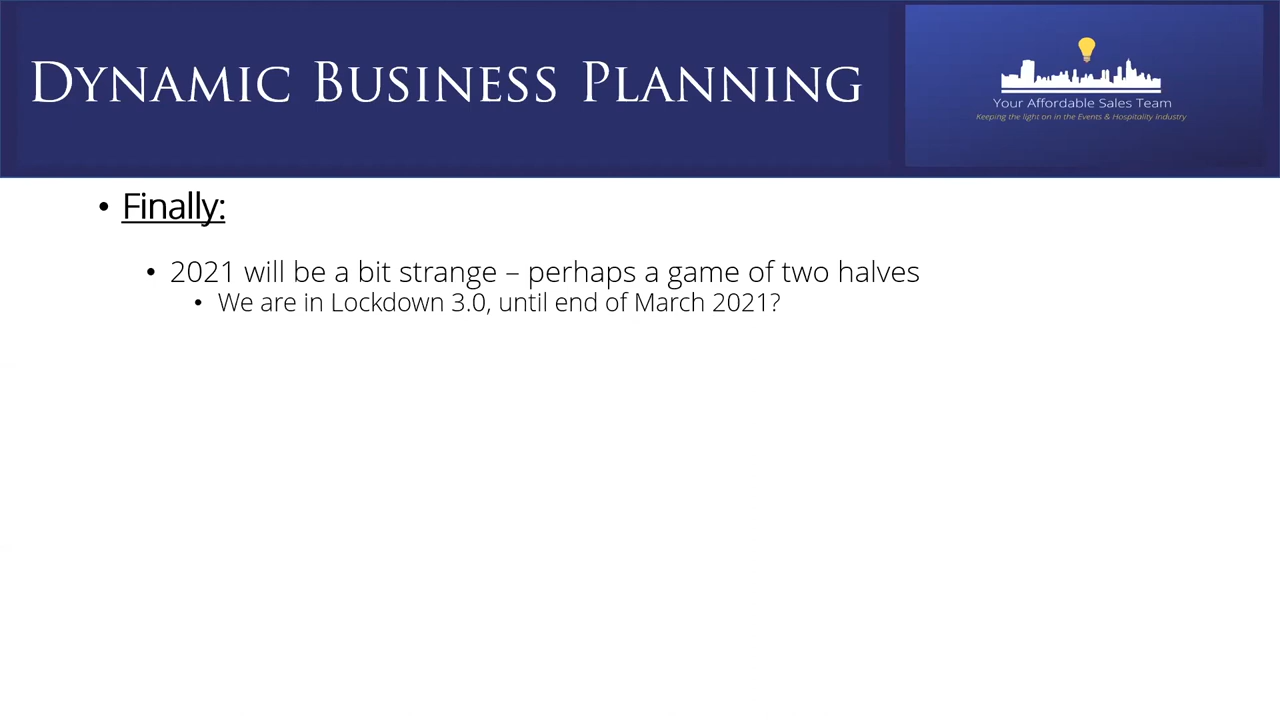 Dynamic Business Planning
Your Affordable Sales Team
Keeping the light on in the Events & Hospitality Industry
• Finally:
• 2021 will be a bit strange – perhaps a game of two halves
• We are in Lockdown 3.0, until end of March 2021?